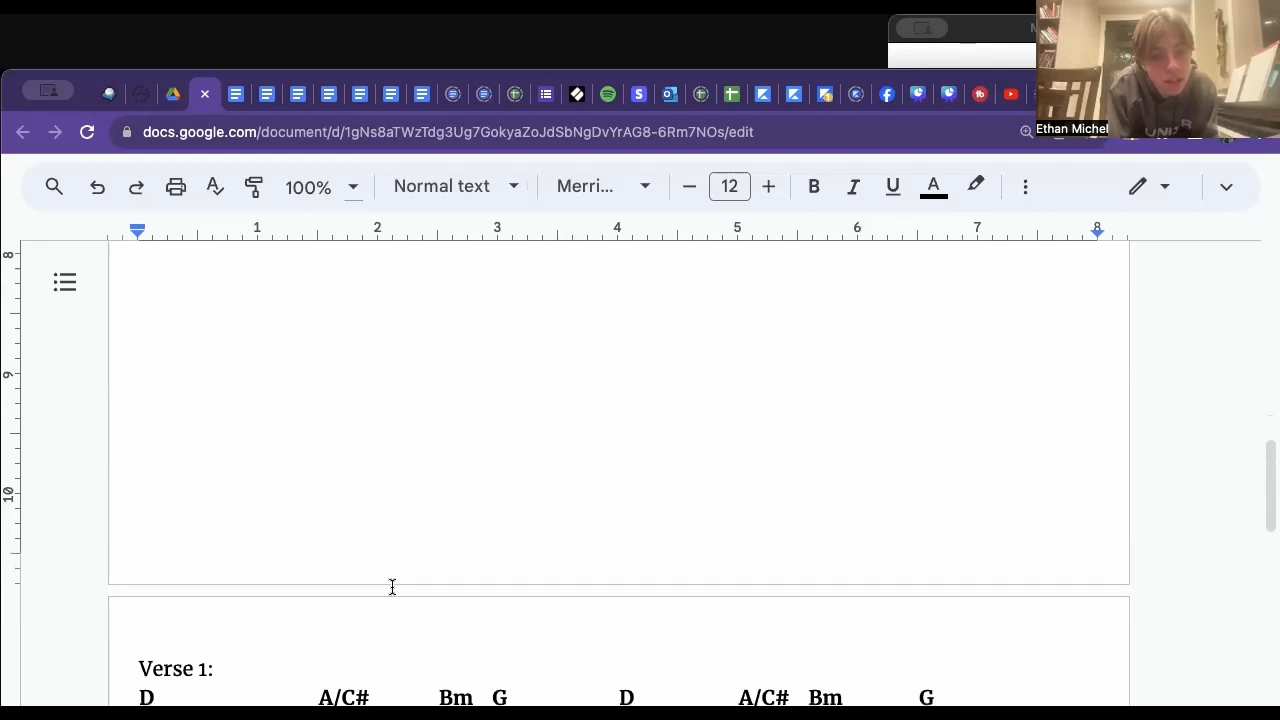 M
Ethan Michel
docs.google.com/document/d/1gNs8aTWzTdg3Ug7GokyaZoJdSbNgDvYrAG8-6Rm7NOs/edit
100% Normal text Merri... 12 B I U A
1 2 3 4 5 6 7 8
8
9
10
Verse 1:
D A/C# Bm G D A/C# Bm G